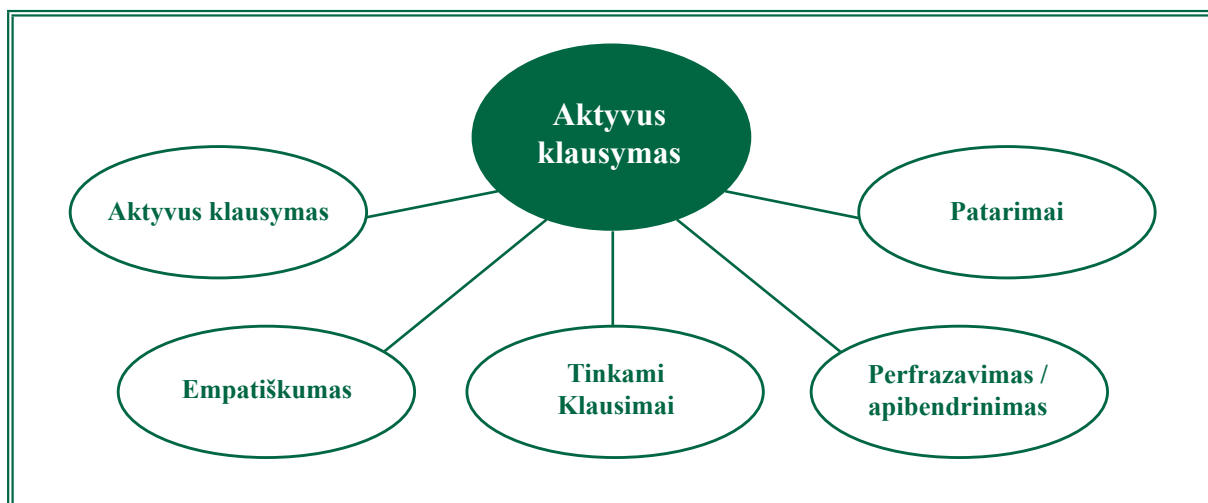 Aktyvus
klausymas
Aktyvus klausymas
Patarimai
Empatiškumas
Tinkami
Klausimai
Perfrazavimas /
apibendrinimas